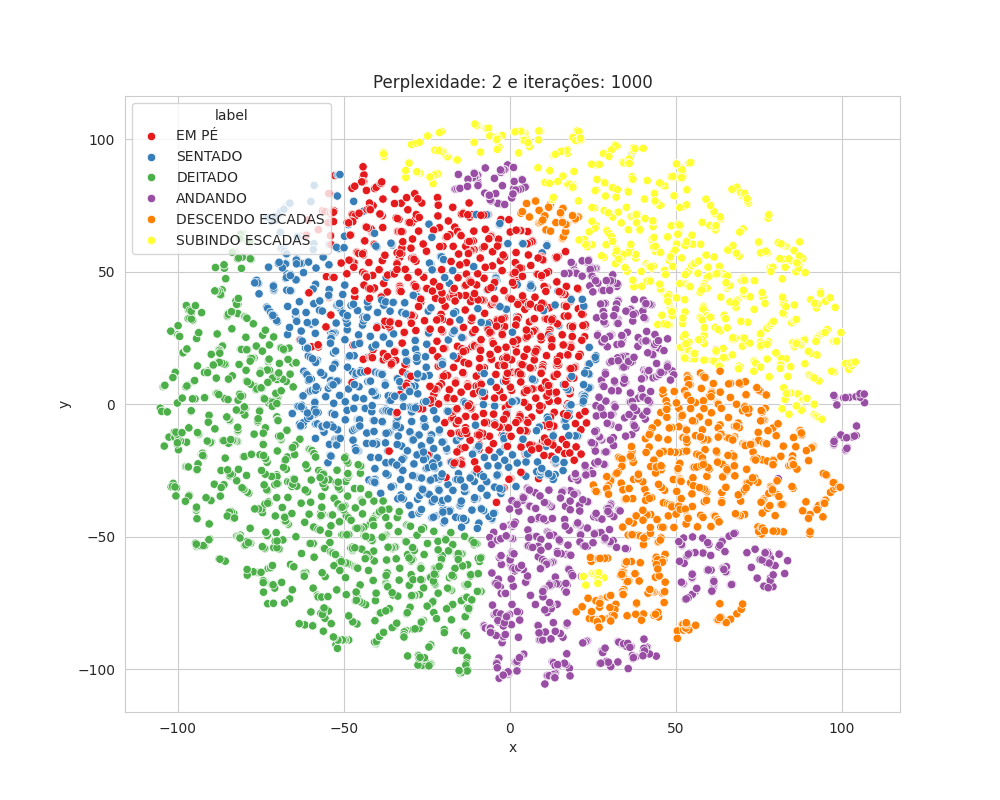 Perplexidade: 2 e iterações: 1000
label
EM PÉ
SENTADO
DEITADO
ANDANDO
DESCENDO ESCADAS
SUBINDO ESCADAS
100
50
0
−50
−100
y
−100
−50
0
50
100
x